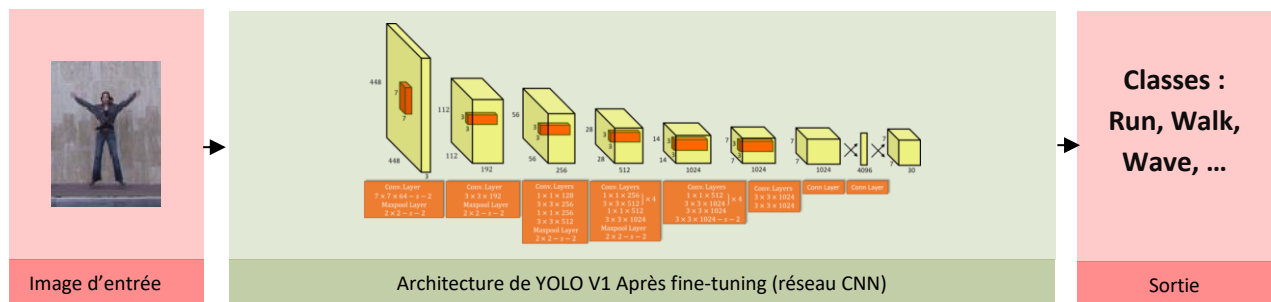 448
7
7
448
3
112
3
3
112
192
56
3
3
56
256
28
3
3
28
512
14
3
3
14
1024
7
3
3
7
1024
7
7
1024
4096
7
7
30
Conv. Layer
7 × 7 × 64 – s – 2
Maxpool Layer
2 × 2 – s – 2
Conv. Layer
3 × 3 × 192
Maxpool Layer
2 × 2 – s – 2
Conv. Layers
1 × 1 × 128
3 × 3 × 256
1 × 1 × 256
3 × 3 × 512
Maxpool Layer
2 × 2 – s – 2
Conv. Layers
1 × 1 × 256
3 × 3 × 512 } × 4
1 × 1 × 512
3 × 3 × 1024
Maxpool Layer
2 × 2 – s – 2
Conv. Layers
1 × 1 × 512
3 × 3 × 1024 } × 4
3 × 3 × 1024
3 × 3 × 1024 – s – 2
Conv. Layers
3 × 3 × 1024
3 × 3 × 1024
Conn Layer
Conn Layer
Classes :
Run, Walk,
Wave, ...
Image d’entrée
Architecture de YOLO V1 Après fine-tuning (réseau CNN)
Sortie